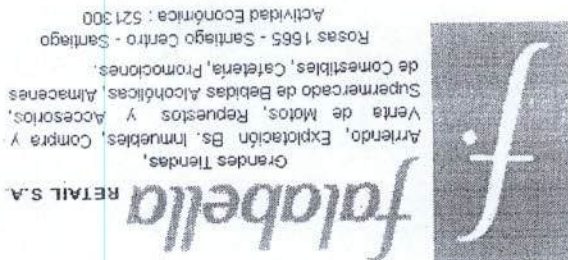 falabella RETAIL S.A.
Grandes Tiendas,
Arriendo, Explotación Bs. Inmuebles, Compra y
Venta de Motos, Repuestos y Accesorios,
Supermercado de Bebidas Alcohólicas, Almacenes
de Comestibles, Cafetería, Promociones.
Rosas 1665 - Santiago Centro - Santiago
Actividad Económica : 521300
f.